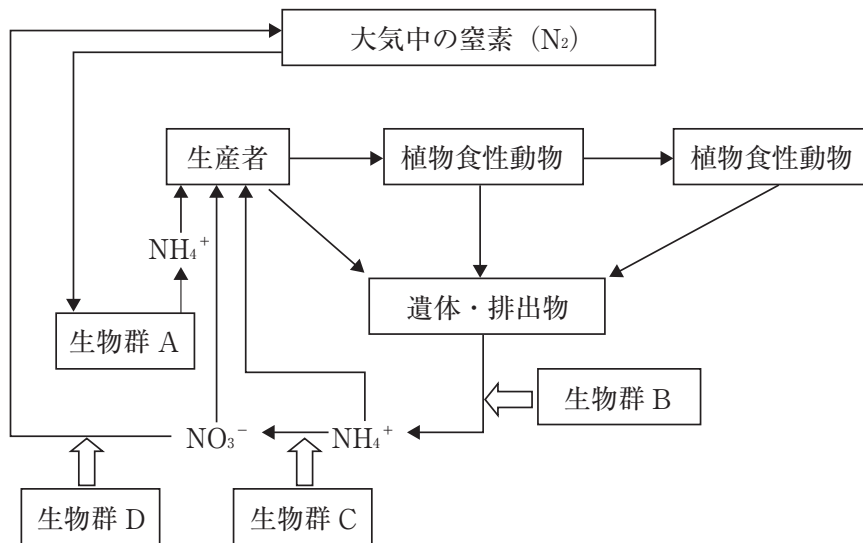 大気中の窒素（N₂）
生産者
植物食性動物
植物食性動物
NH₄⁺
遺体・排出物
生物群 A
生物群 B
NO₃⁻
NH₄⁺
生物群 D
生物群 C